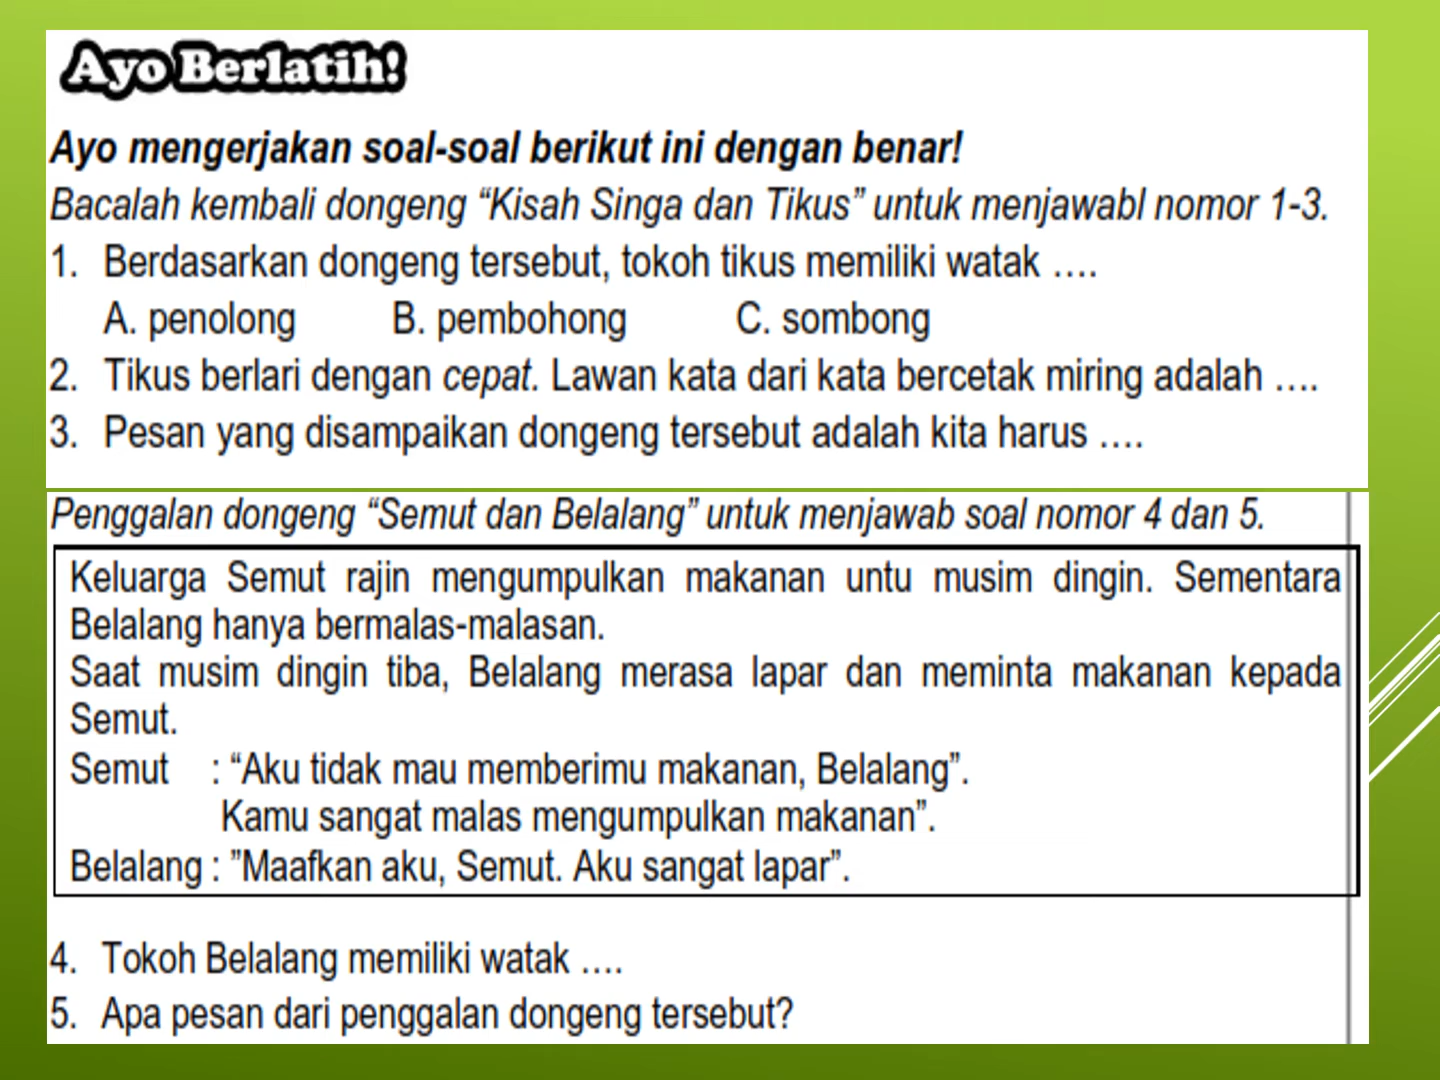 Ayo Berlatih!
Ayo mengerjakan soal-soal berikut ini dengan benar!
Bacalah kembali dongeng “Kisah Singa dan Tikus” untuk menjawabl nomor 1-3.
1. Berdasarkan dongeng tersebut, tokoh tikus memiliki watak ….
A. penolong B. pembohong C. sombong
2. Tikus berlari dengan cepat. Lawan kata dari kata bercetak miring adalah ….
3. Pesan yang disampaikan dongeng tersebut adalah kita harus ….
Penggalan dongeng “Semut dan Belalang” untuk menjawab soal nomor 4 dan 5.
Keluarga Semut rajin mengumpulkan makanan untu musim dingin. Sementara
Belalang hanya bermalas-malasan.
Saat musim dingin tiba, Belalang merasa lapar dan meminta makanan kepada
Semut.
Semut : “Aku tidak mau memberimu makanan, Belalang”.
Kamu sangat malas mengumpulkan makanan”.
Belalang : ”Maafkan aku, Semut. Aku sangat lapar”.
4. Tokoh Belalang memiliki watak ….
5. Apa pesan dari penggalan dongeng tersebut?